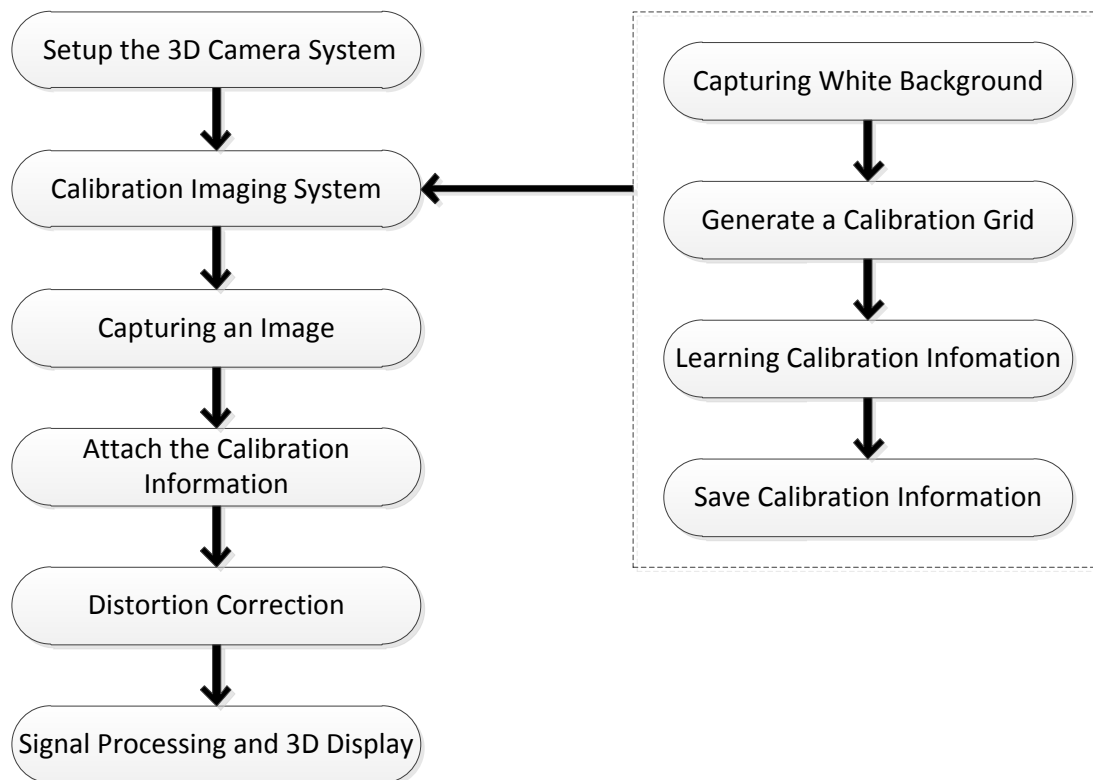 Setup the 3D Camera System
Calibration Imaging System
Capturing an Image
Attach the Calibration
Information
Distortion Correction
Signal Processing and 3D Display
Capturing White Background
Generate a Calibration Grid
Learning Calibration Infomation
Save Calibration Information